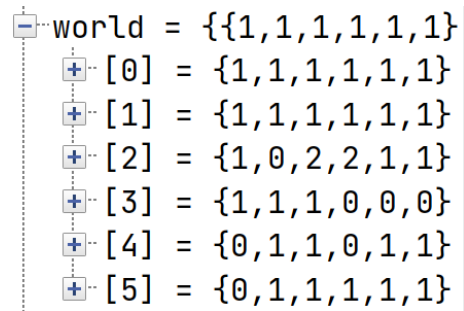 world = {{1,1,1,1,1,1}
[0] = {1,1,1,1,1,1}
[1] = {1,1,1,1,1,1}
[2] = {1,0,2,2,1,1}
[3] = {1,1,1,0,0,0}
[4] = {0,1,1,0,1,1}
[5] = {0,1,1,1,1,1}